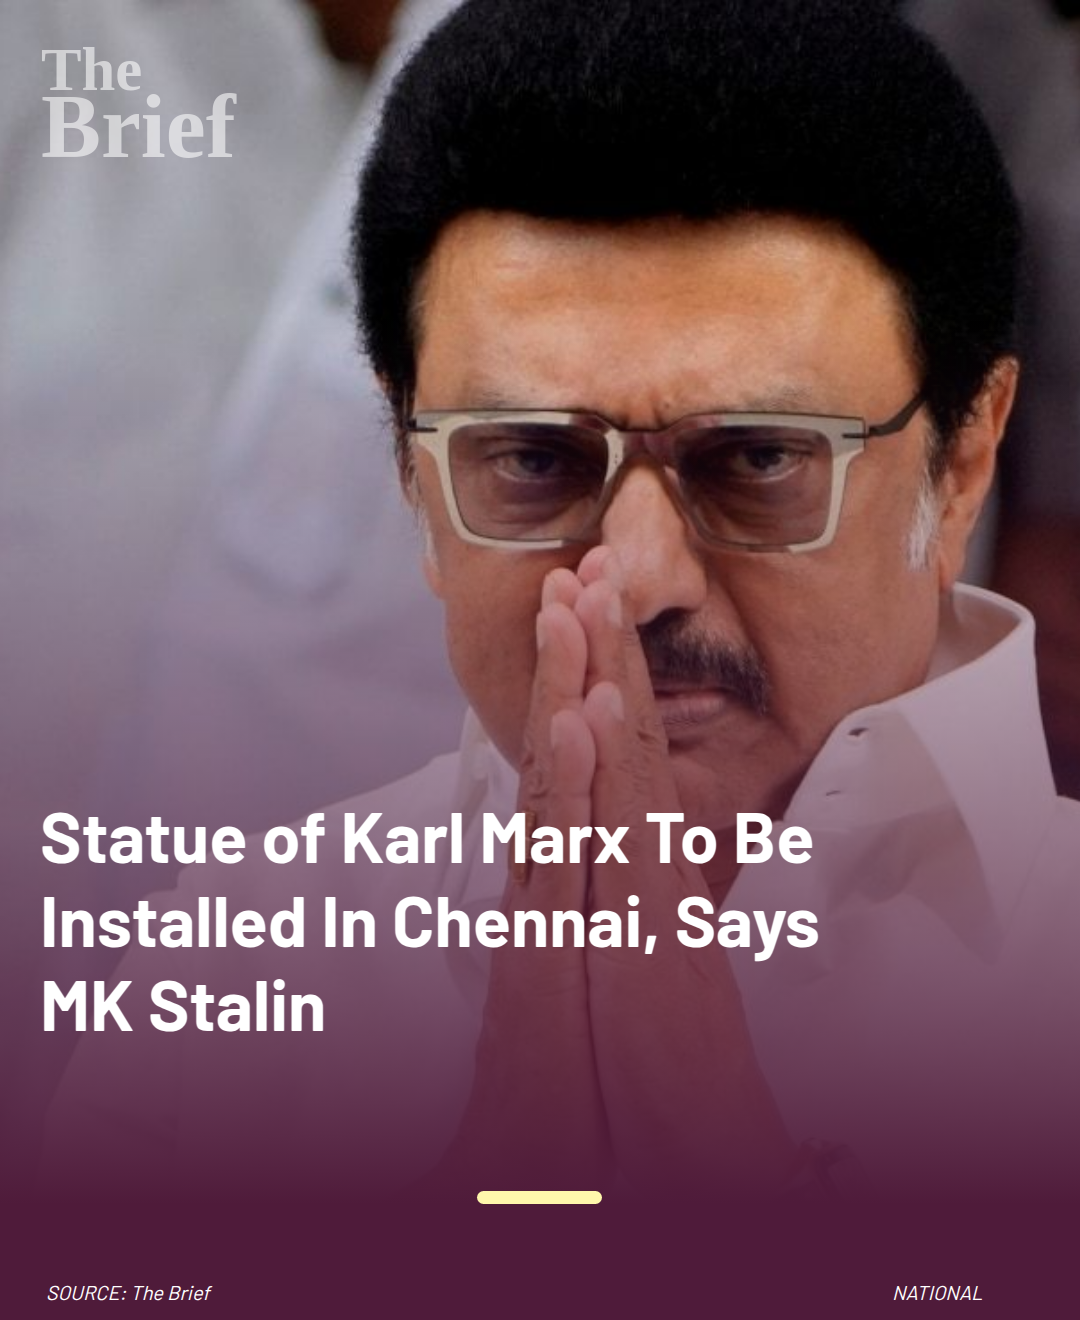 The
Brief
Statue of Karl Marx To Be
Installed In Chennai, Says
MK Stalin
SOURCE: The Brief
NATIONAL